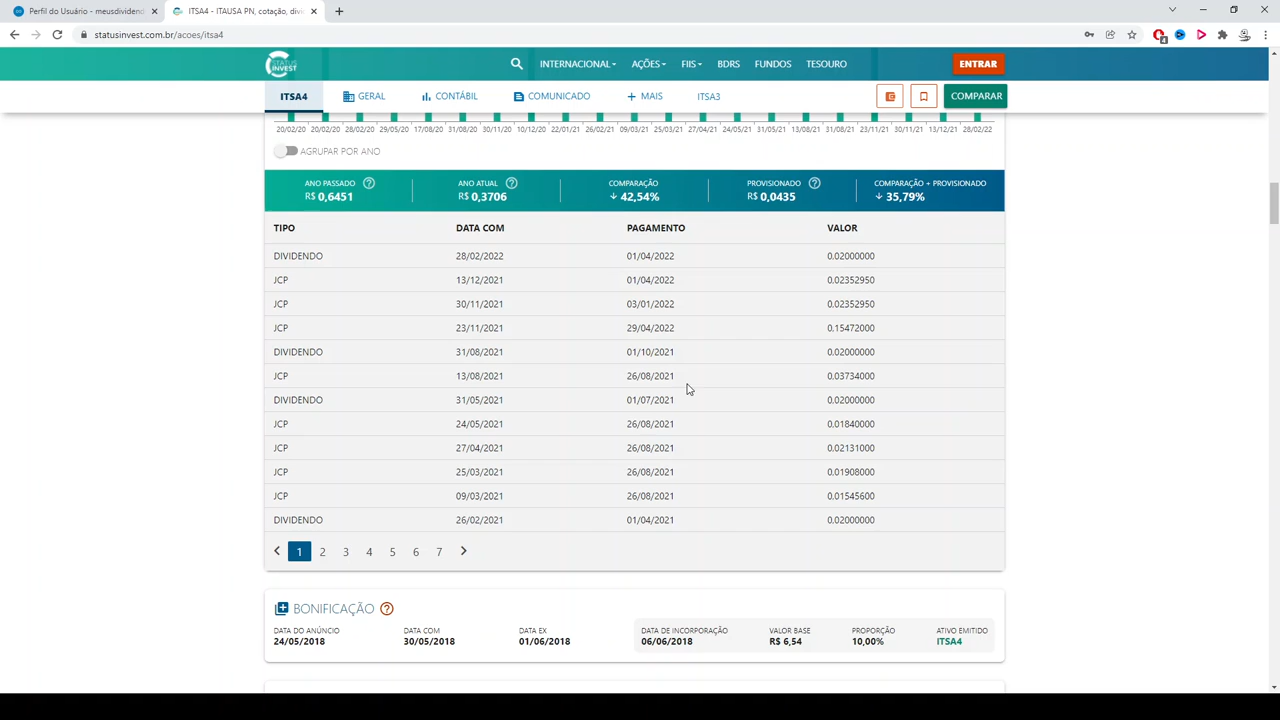 Perfil do Usuário - meusdividend
ITSA4 - ITAUSA PN, cotação, divi
statusinvest.com.br/acoes/itsa4
4
STATUS INVEST
INTERNACIONAL
AÇÕES
FIIS
BDRS
FUNDOS
TESOURO
ENTRAR
ITSA4
GERAL
CONTÁBIL
COMUNICADO
MAIS
ITSA3
COMPARAR
20/02/20 20/02/20 28/02/20 29/05/20 17/08/20 31/08/20 30/11/20 10/12/20 22/01/21 26/02/21 09/03/21 25/03/21 27/04/21 24/05/21 31/05/21 13/08/21 31/08/21 23/11/21 30/11/21 13/12/21 28/02/22
AGRUPAR POR ANO
ANO PASSADO ?
R$ 0,6451
ANO ATUAL ?
R$ 0,3706
COMPARAÇÃO
↓ 42,54%
PROVISIONADO ?
R$ 0,0435
COMPARAÇÃO + PROVISIONADO
↓ 35,79%
TIPO DATA COM PAGAMENTO VALOR
DIVIDENDO 28/02/2022 01/04/2022 0.02000000
JCP 13/12/2021 01/04/2022 0.02352950
JCP 30/11/2021 03/01/2022 0.02352950
JCP 23/11/2021 29/04/2022 0.15472000
DIVIDENDO 31/08/2021 01/10/2021 0.02000000
JCP 13/08/2021 26/08/2021 0.03734000
DIVIDENDO 31/05/2021 01/07/2021 0.02000000
JCP 24/05/2021 26/08/2021 0.01840000
JCP 27/04/2021 26/08/2021 0.02131000
JCP 25/03/2021 26/08/2021 0.01908000
JCP 09/03/2021 26/08/2021 0.01545600
DIVIDENDO 26/02/2021 01/04/2021 0.02000000
1 2 3 4 5 6 7
BONIFICAÇÃO ?
DATA DO ANÚNCIO
24/05/2018
DATA COM
30/05/2018
DATA EX
01/06/2018
DATA DE INCORPORAÇÃO
06/06/2018
VALOR BASE
R$ 6,54
PROPORÇÃO
10,00%
ATIVO EMITIDO
ITSA4